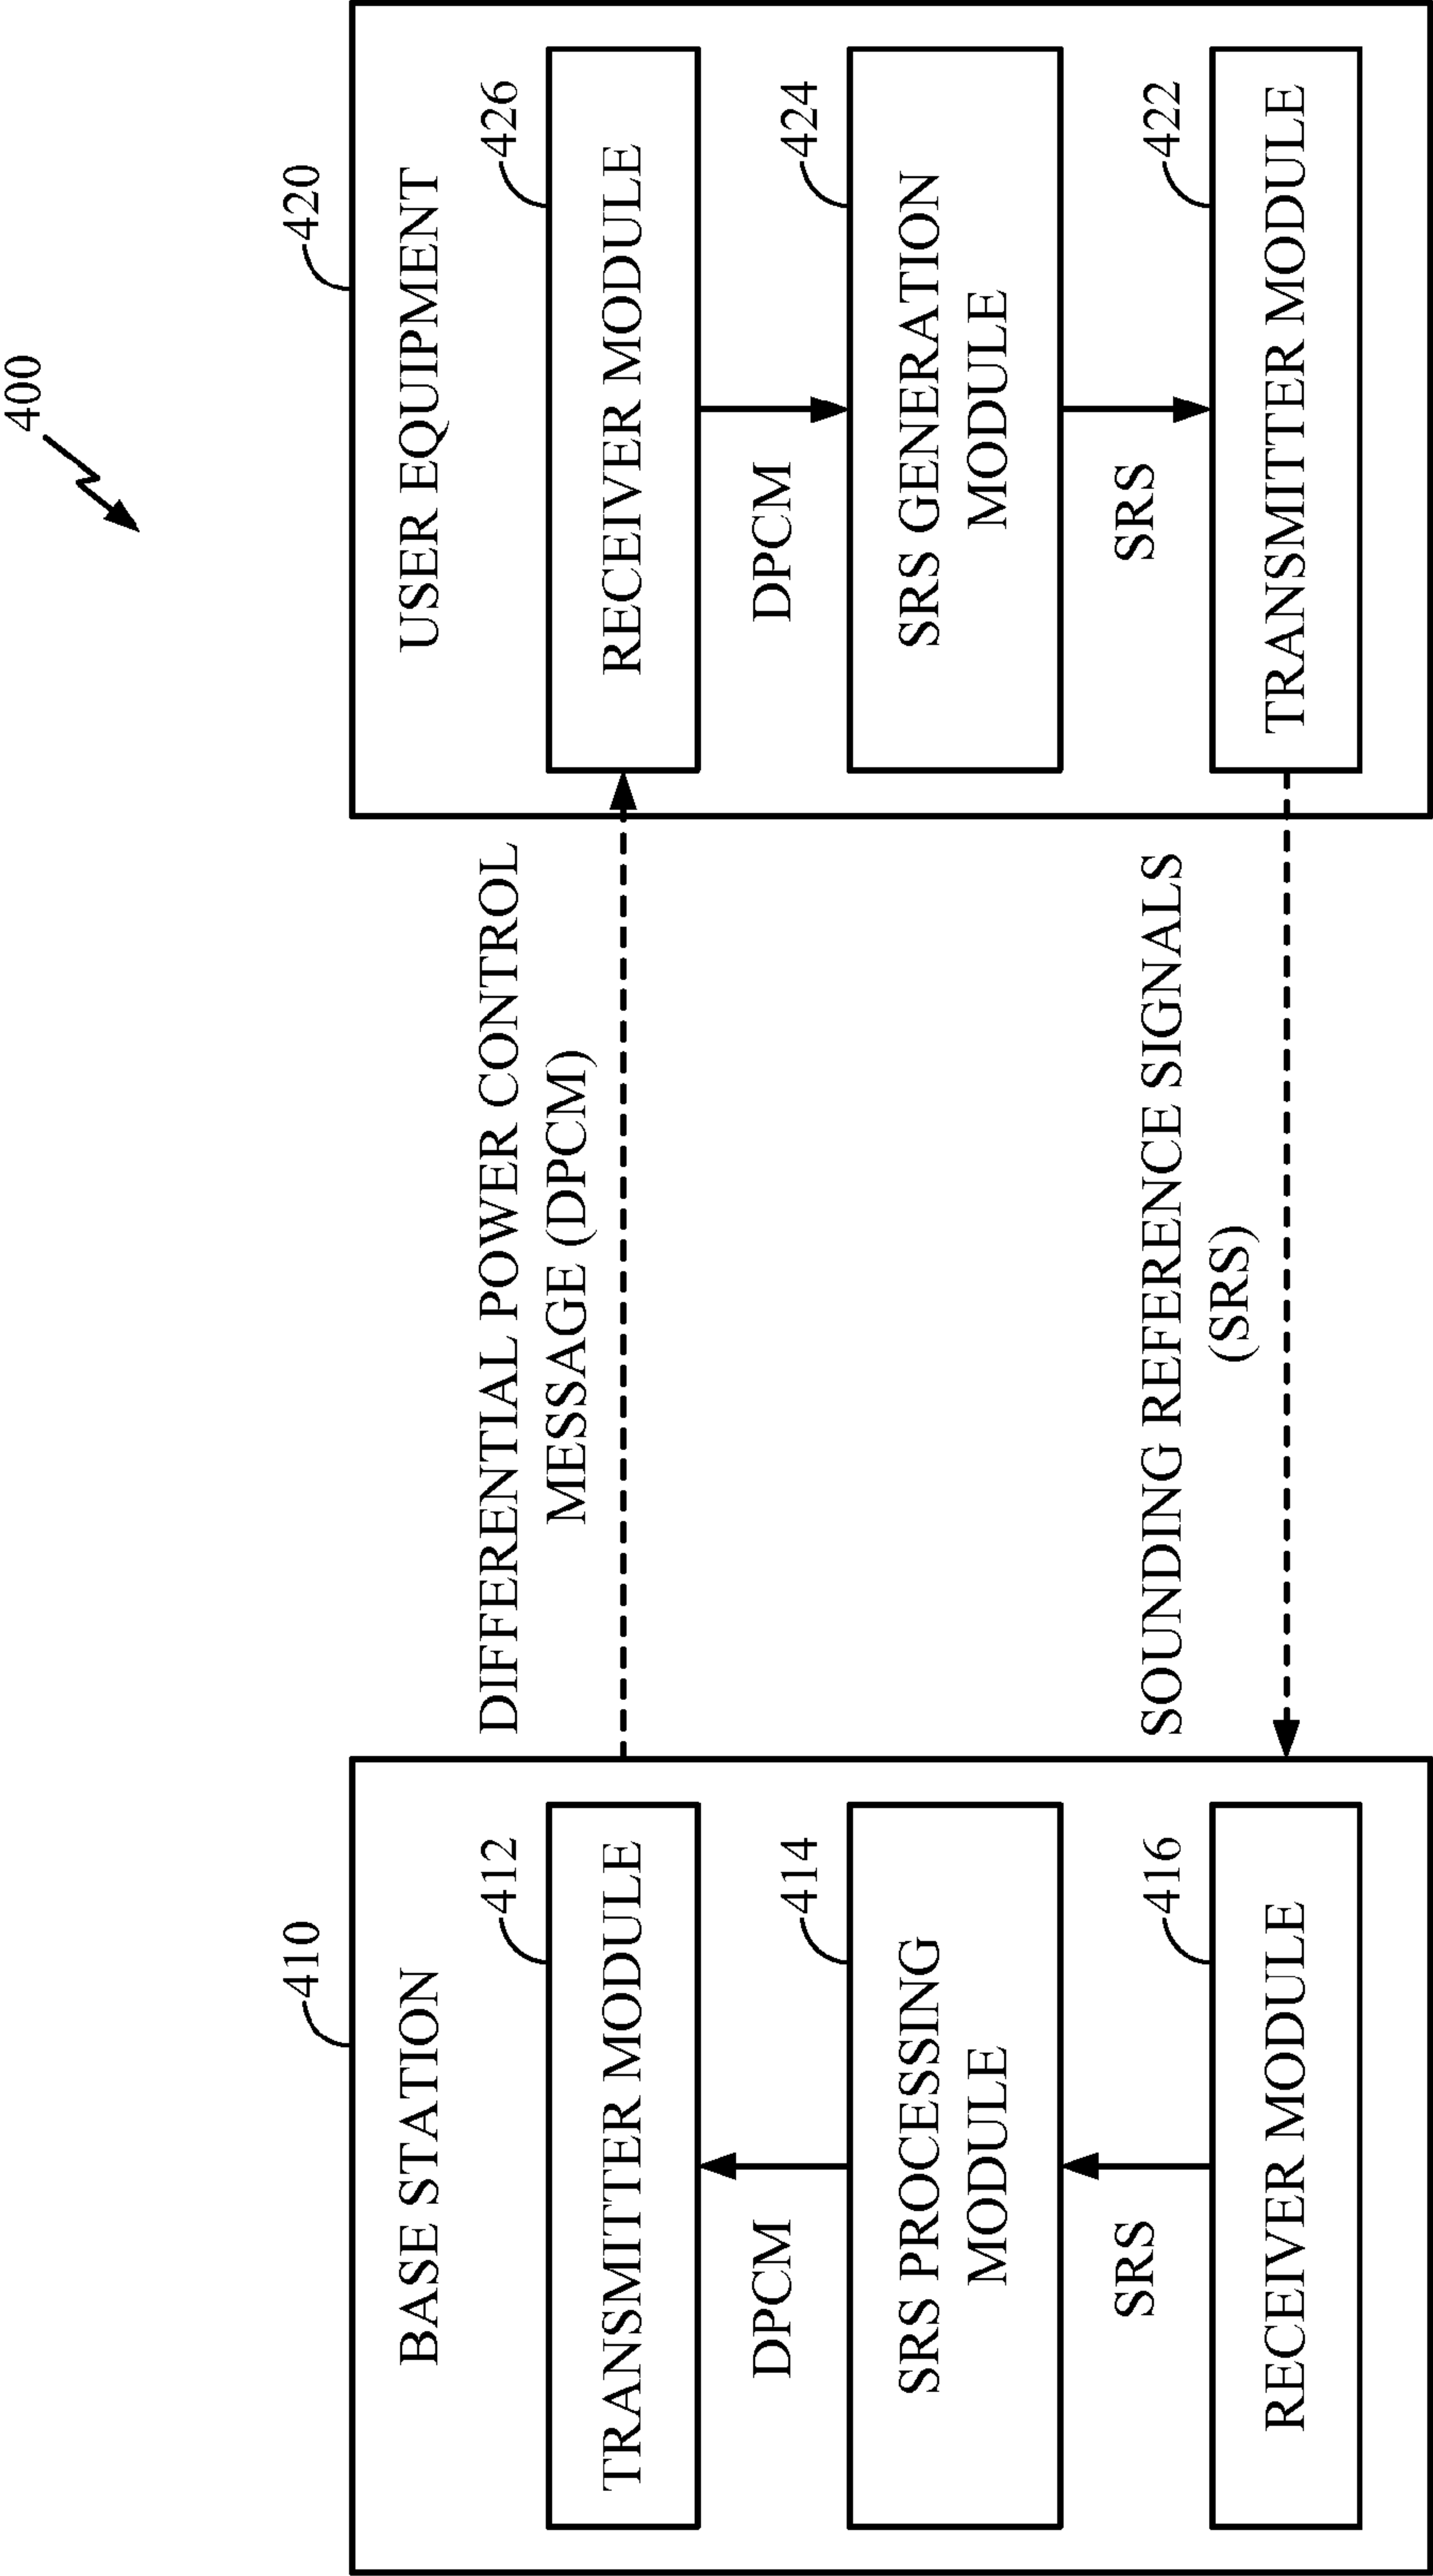 400
410
BASE STATION
412
TRANSMITTER MODULE
DPCM
414
SRS PROCESSING
MODULE
SRS
416
RECEIVER MODULE
DIFFERENTIAL POWER CONTROL
MESSAGE (DPCM)
SOUNDING REFERENCE SIGNALS
(SRS)
420
USER EQUIPMENT
426
RECEIVER MODULE
DPCM
424
SRS GENERATION
MODULE
SRS
422
TRANSMITTER MODULE